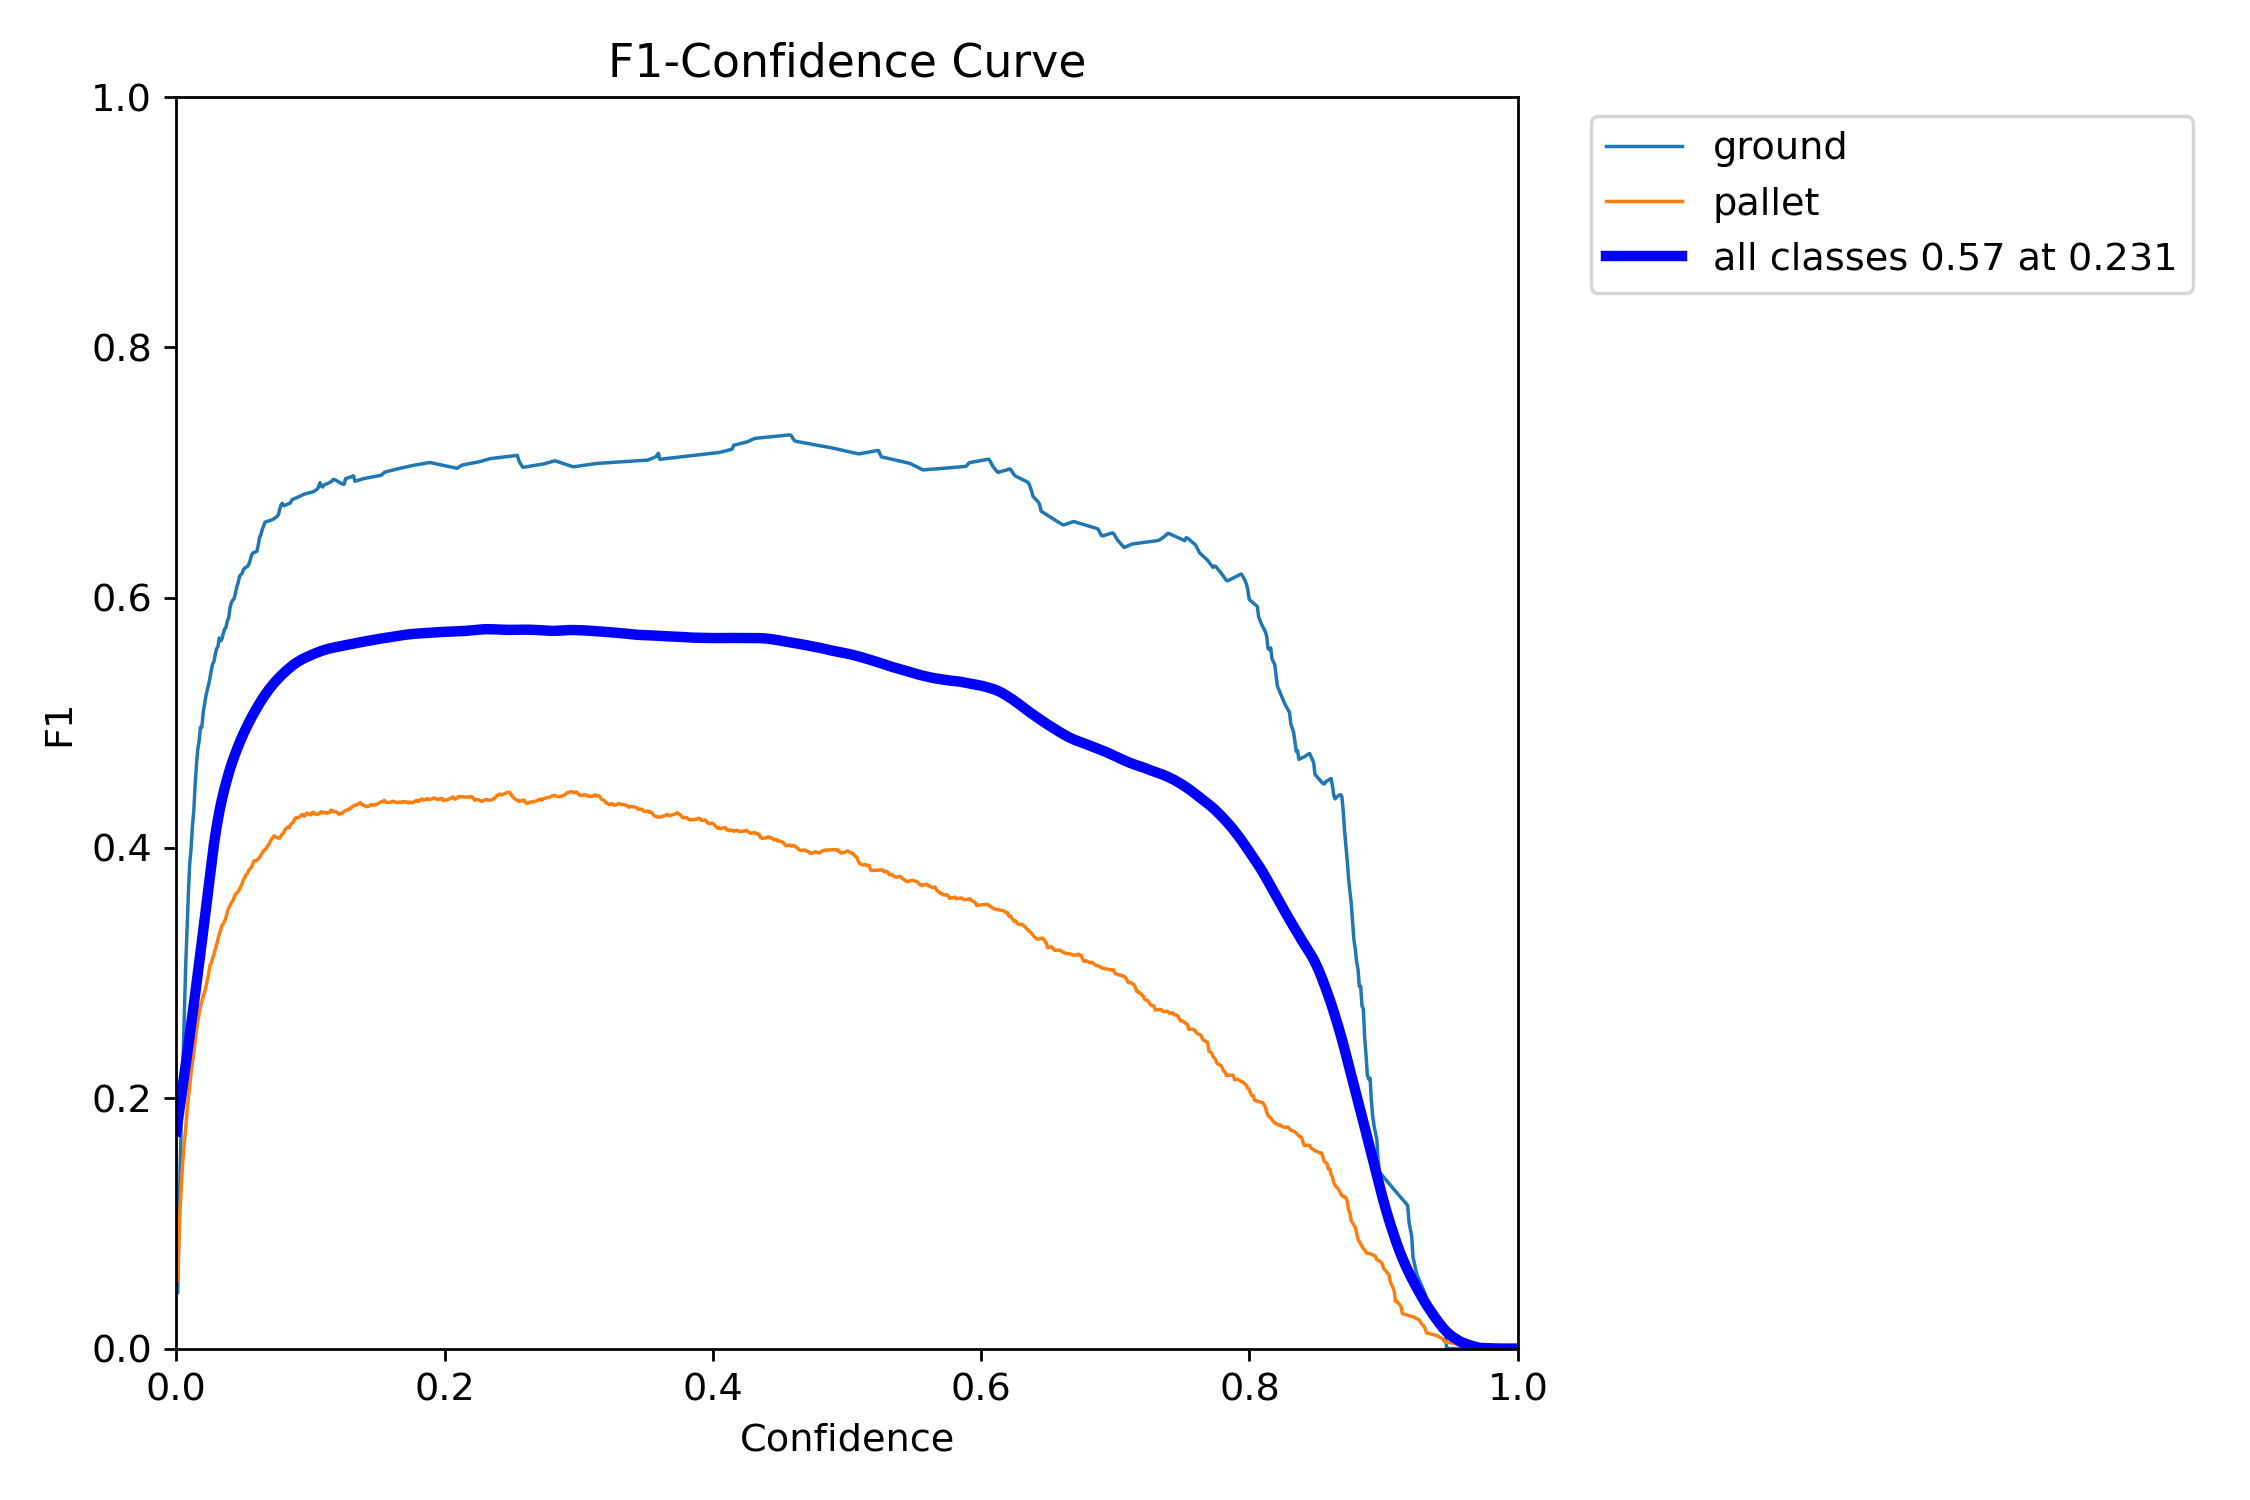 F1-Confidence Curve
1.0
0.8
0.6
0.4
0.2
0.0
F1
0.0 0.2 0.4 0.6 0.8 1.0
Confidence
ground
pallet
all classes 0.57 at 0.231